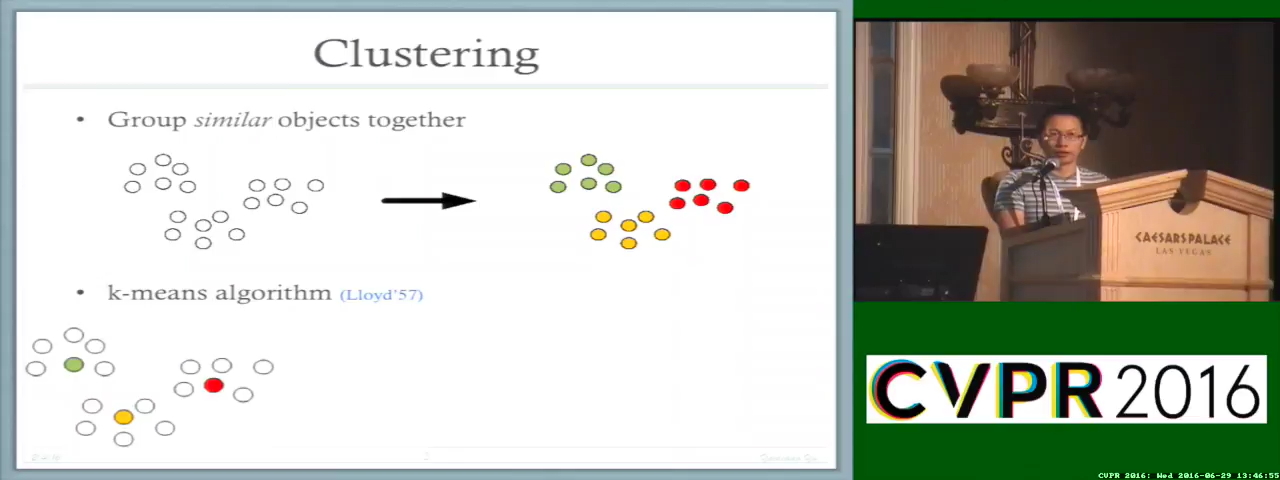 Clustering
• Group similar objects together
• k-means algorithm (Lloyd'57)
2
CAESARS PALACE
LAS VEGAS
CVPR 2016
CVPR 2016: Wed 2016-06-29 13:46:55